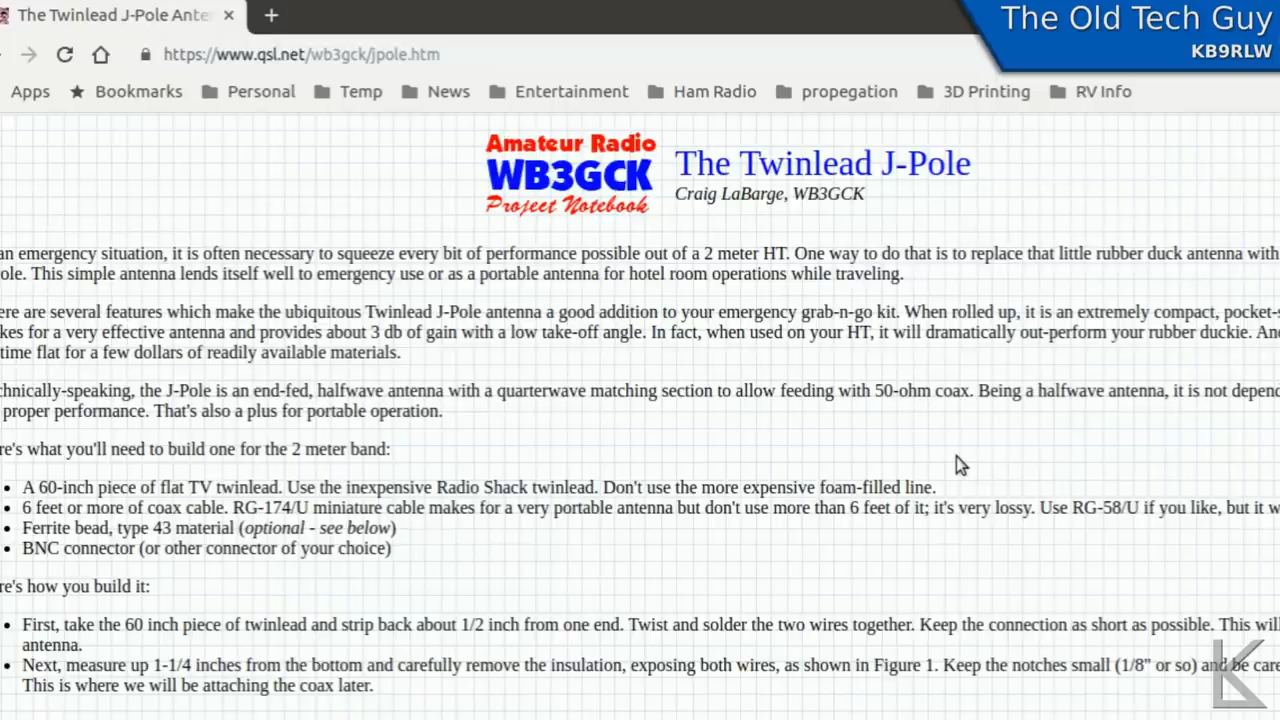 The Twinlead J-Pole Ante
The Old Tech Guy
KB9RLW
https://www.qsl.net/wb3gck/jpole.htm
Apps Bookmarks Personal Temp News Entertainment Ham Radio propegation 3D Printing RV Info
Amateur Radio
WB3GCK
Project Notebook
The Twinlead J-Pole
Craig LaBarge, WB3GCK
an emergency situation, it is often necessary to squeeze every bit of performance possible out of a 2 meter HT. One way to do that is to replace that little rubber duck antenna with
ole. This simple antenna lends itself well to emergency use or as a portable antenna for hotel room operations while traveling.
ere are several features which make the ubiquitous Twinlead J-Pole antenna a good addition to your emergency grab-n-go kit. When rolled up, it is an extremely compact, pocket-s
kes for a very effective antenna and provides about 3 db of gain with a low take-off angle. In fact, when used on your HT, it will dramatically out-perform your rubber duckie. And
time flat for a few dollars of readily available materials.
chnically-speaking, the J-Pole is an end-fed, halfwave antenna with a quarterwave matching section to allow feeding with 50-ohm coax. Being a halfwave antenna, it is not depend
proper performance. That's also a plus for portable operation.
re's what you'll need to build one for the 2 meter band:
• A 60-inch piece of flat TV twinlead. Use the inexpensive Radio Shack twinlead. Don't use the more expensive foam-filled line.
• 6 feet or more of coax cable. RG-174/U miniature cable makes for a very portable antenna but don't use more than 6 feet of it; it's very lossy. Use RG-58/U if you like, but it w
• Ferrite bead, type 43 material (optional - see below)
• BNC connector (or other connector of your choice)
re's how you build it:
• First, take the 60 inch piece of twinlead and strip back about 1/2 inch from one end. Twist and solder the two wires together. Keep the connection as short as possible. This will
antenna.
• Next, measure up 1-1/4 inches from the bottom and carefully remove the insulation, exposing both wires, as shown in Figure 1. Keep the notches small (1/8" or so) and be care
This is where we will be attaching the coax later.